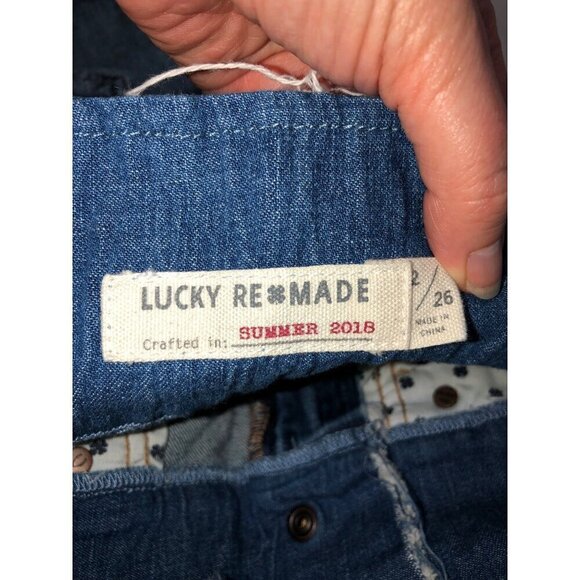 LUCKY RE MADE
Crafted in: SUMMER 2018
2/26
MADE IN
CHINA